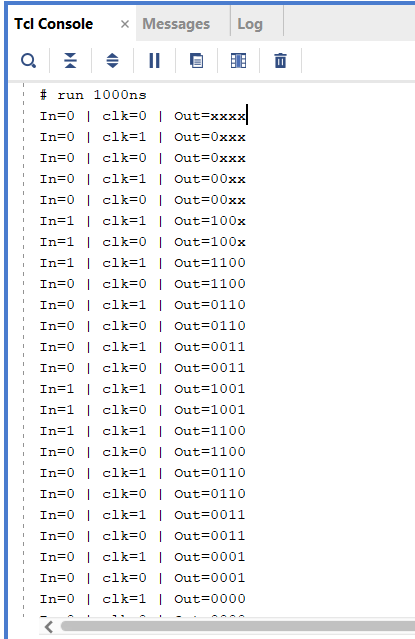 Tcl Console × Messages Log
# run 1000ns
In=0 | clk=0 | Out=xxxx
In=0 | clk=1 | Out=0xxx
In=0 | clk=0 | Out=0xxx
In=0 | clk=1 | Out=00xx
In=0 | clk=0 | Out=00xx
In=1 | clk=1 | Out=100x
In=1 | clk=0 | Out=100x
In=1 | clk=1 | Out=1100
In=0 | clk=0 | Out=1100
In=0 | clk=1 | Out=0110
In=0 | clk=0 | Out=0110
In=0 | clk=1 | Out=0011
In=0 | clk=0 | Out=0011
In=1 | clk=1 | Out=1001
In=1 | clk=0 | Out=1001
In=1 | clk=1 | Out=1100
In=0 | clk=0 | Out=1100
In=0 | clk=1 | Out=0110
In=0 | clk=0 | Out=0110
In=0 | clk=1 | Out=0011
In=0 | clk=0 | Out=0011
In=0 | clk=1 | Out=0001
In=0 | clk=0 | Out=0001
In=0 | clk=1 | Out=0000